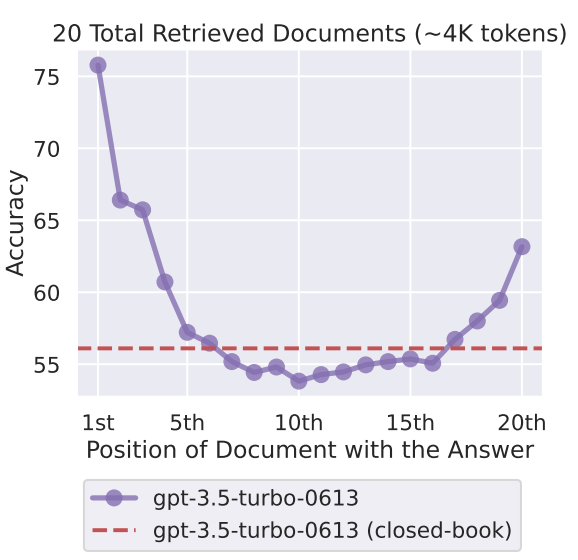 20 Total Retrieved Documents (~4K tokens)
75
70
65
60
55
Accuracy
1st 5th 10th 15th 20th
Position of Document with the Answer
gpt-3.5-turbo-0613
gpt-3.5-turbo-0613 (closed-book)